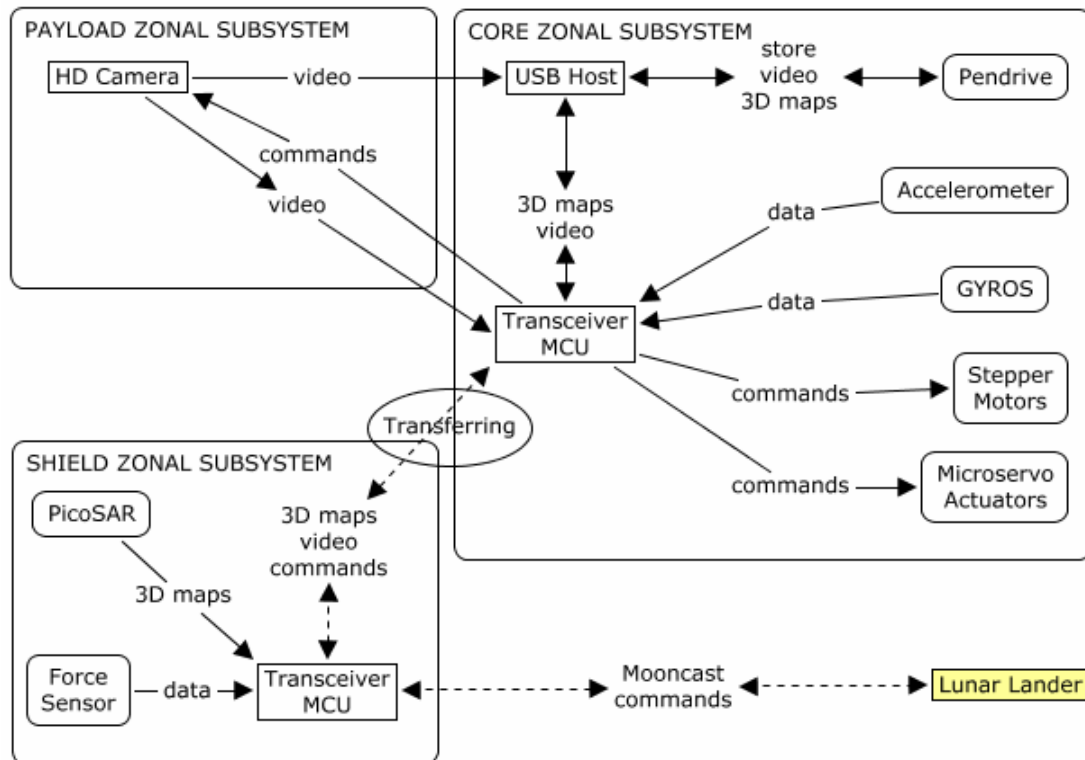 PAYLOAD ZONAL SUBSYSTEM
HD Camera
video
commands
video
CORE ZONAL SUBSYSTEM
USB Host
store
video
3D maps
Pendrive
3D maps
video
Accelerometer
data
GYROS
data
Transceiver
MCU
Stepper
Motors
commands
Microservo
Actuators
commands
Transferring
SHIELD ZONAL SUBSYSTEM
PicoSAR
3D maps
video
commands
3D maps
Force
Sensor
data
Transceiver
MCU
Mooncast
commands
Lunar Lander